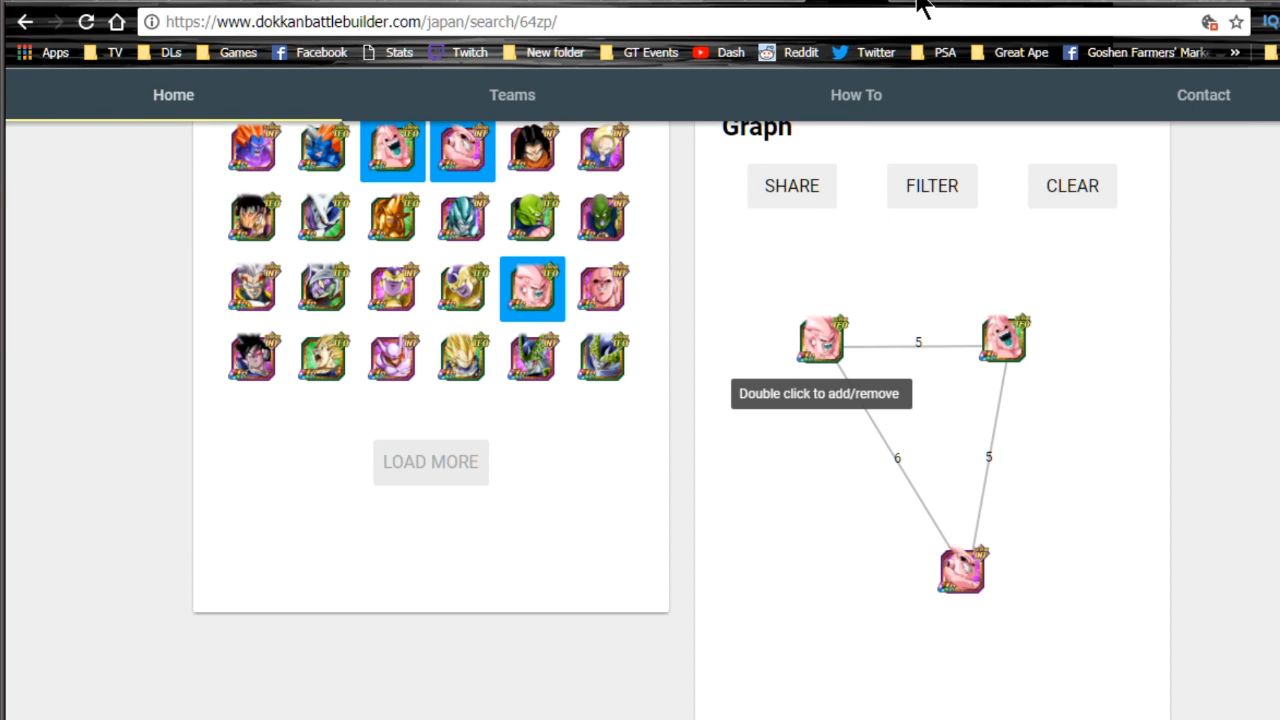 https://www.dokkanbattlebuilder.com/japan/search/64zp/
Apps TV DLs Games Facebook Stats Twitch New folder GT Events Dash Reddit Twitter PSA Great Ape Goshen Farmers' Mark »
Home Teams How To Contact
Graph
SHARE FILTER CLEAR
5
Double click to add/remove
6 5
LOAD MORE